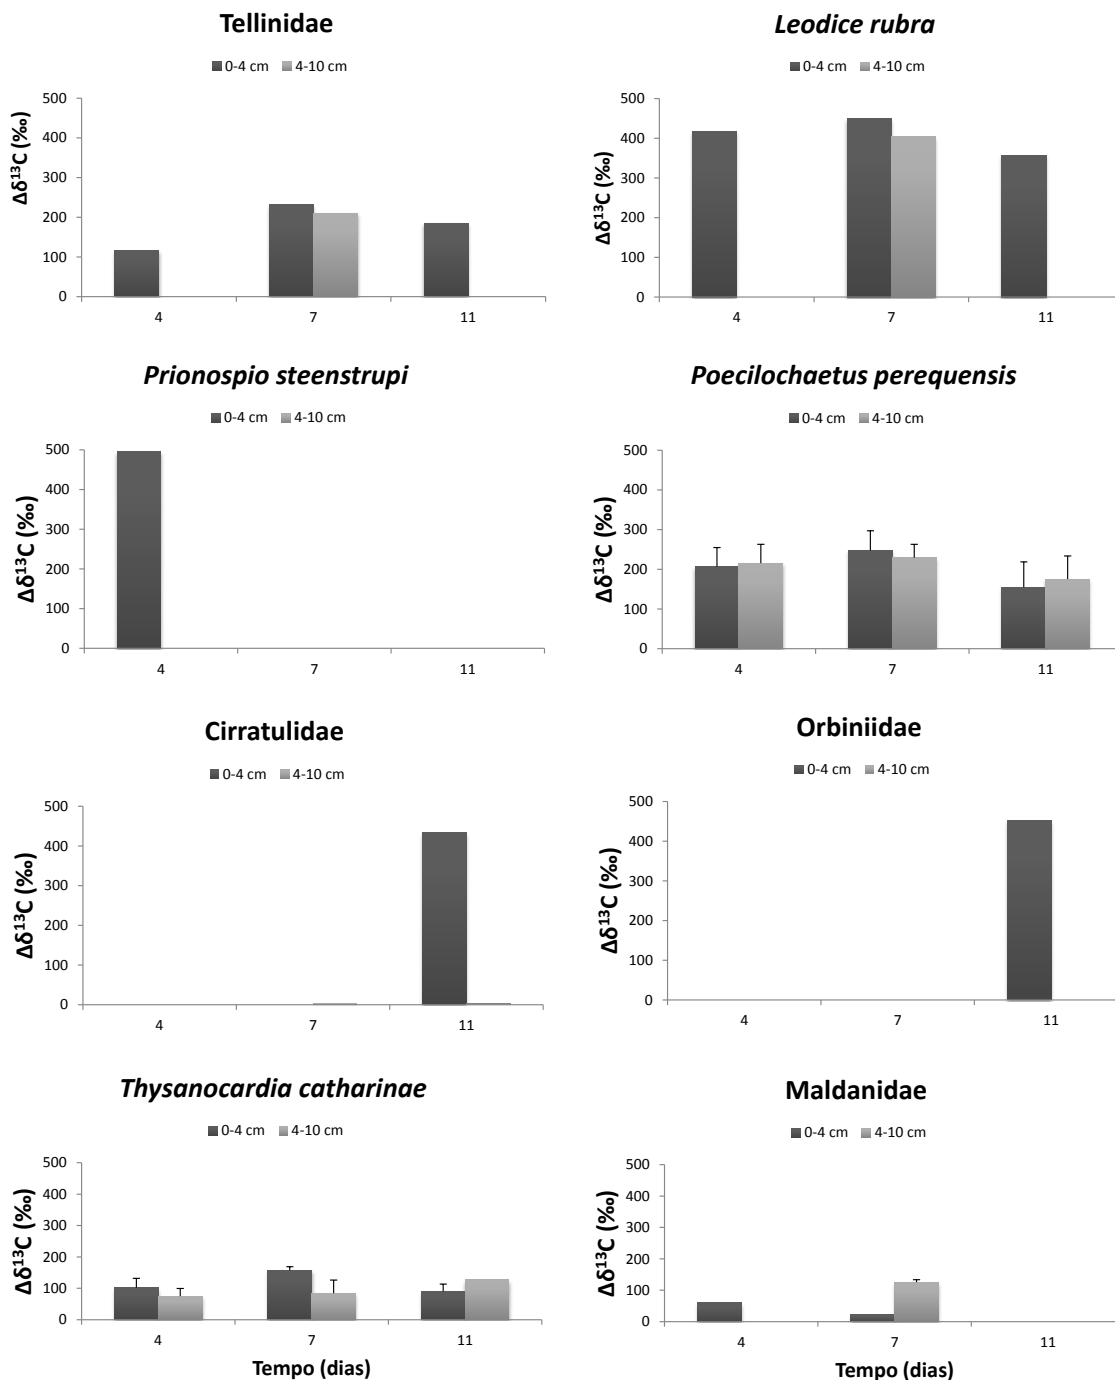 Tellinidae
0-4 cm 4-10 cm
Δδ¹³C (‰)
500
400
300
200
100
0
4 7 11
Leodice rubra
0-4 cm 4-10 cm
Δδ¹³C (‰)
500
400
300
200
100
0
4 7 11
Prionospio steenstrupi
0-4 cm 4-10 cm
Δδ¹³C (‰)
500
400
300
200
100
0
4 7 11
Poecilochaetus perequensis
0-4 cm 4-10 cm
Δδ¹³C (‰)
500
400
300
200
100
0
4 7 11
Cirratulidae
0-4 cm 4-10 cm
Δδ¹³C (‰)
500
400
300
200
100
0
4 7 11
Orbiniidae
0-4 cm 4-10 cm
Δδ¹³C (‰)
500
400
300
200
100
0
4 7 11
Thysanocardia catharinae
0-4 cm 4-10 cm
Δδ¹³C (‰)
500
400
300
200
100
0
4 7 11
Tempo (dias)
Maldanidae
0-4 cm 4-10 cm
Δδ¹³C (‰)
500
400
300
200
100
0
4 7 11
Tempo (dias)